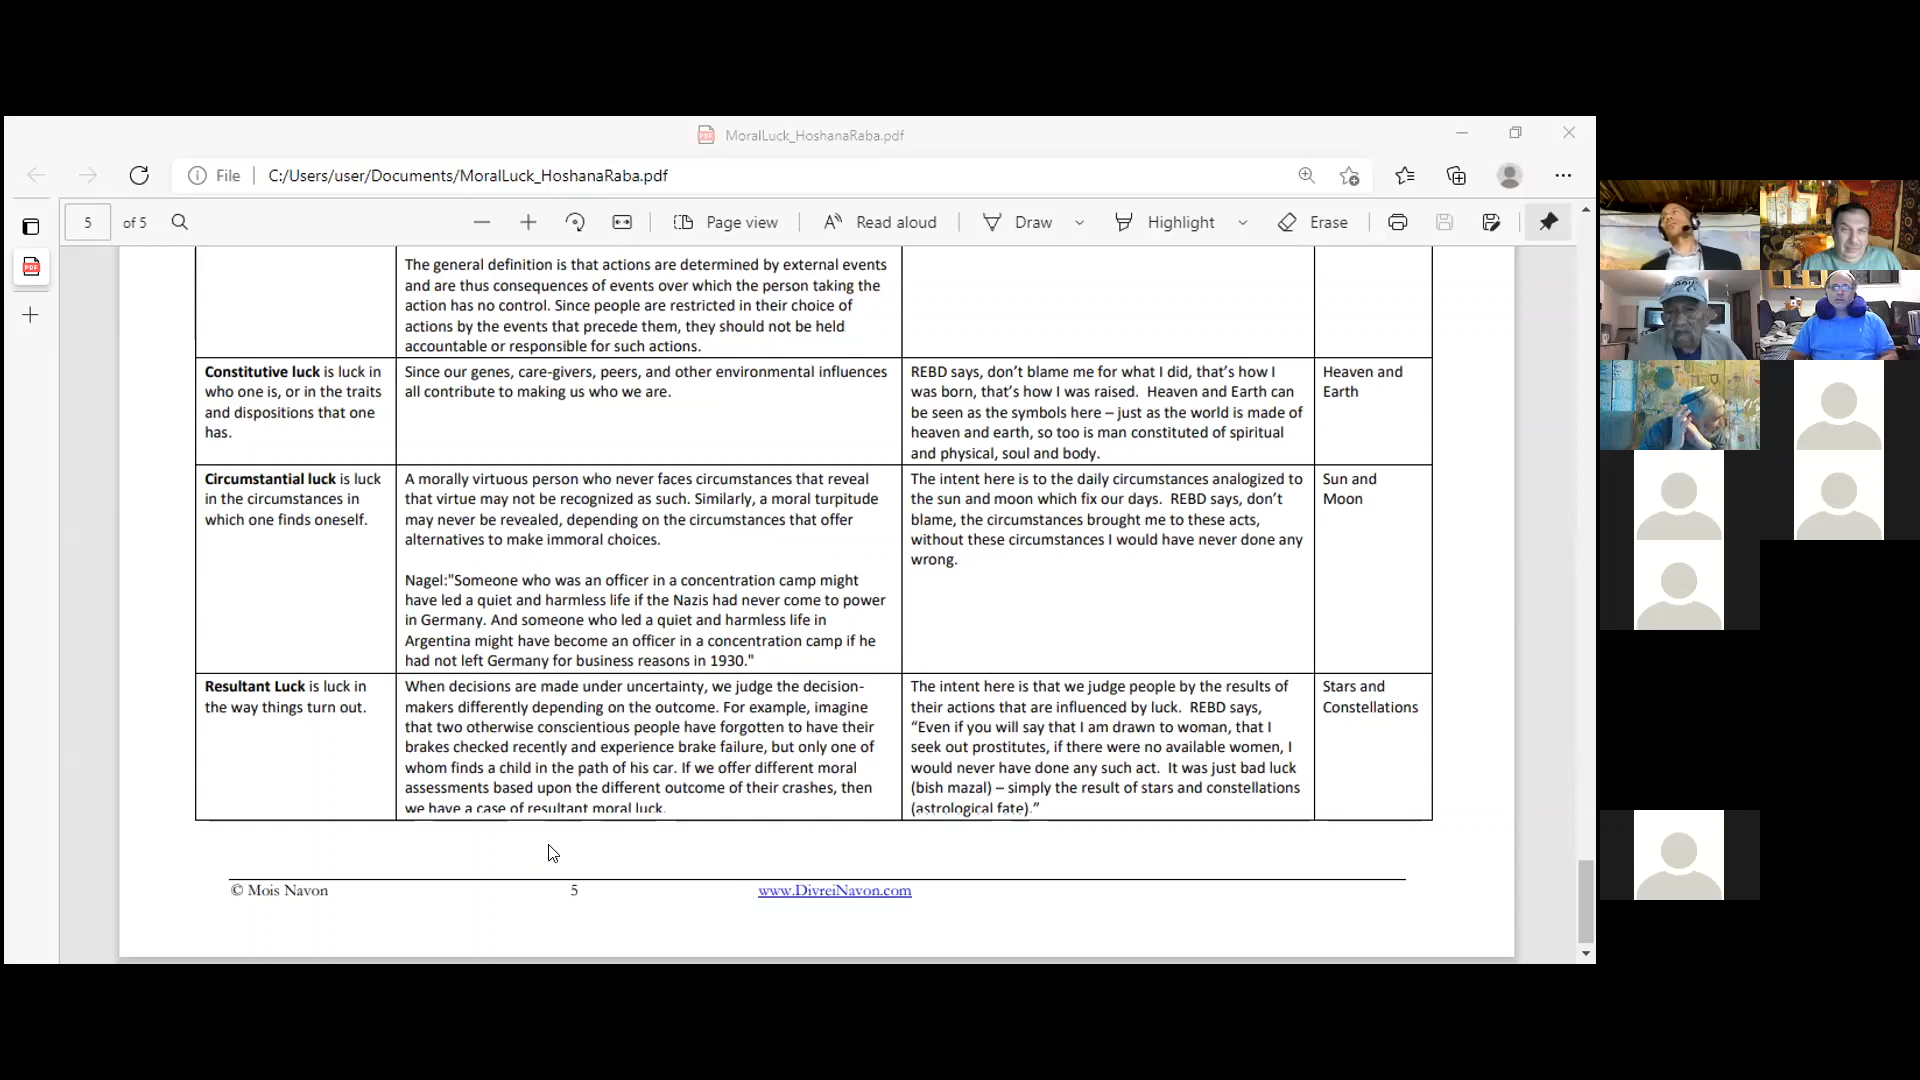 MoralLuck_HoshanaRaba.pdf
File
C:/Users/user/Documents/MoralLuck_HoshanaRaba.pdf
5 of 5
Page view
Read aloud
Draw
Highlight
Erase
The general definition is that actions are determined by external events
and are thus consequences of events over which the person taking the
action has no control. Since people are restricted in their choice of
actions by the events that precede them, they should not be held
accountable or responsible for such actions.
Constitutive luck is luck in
who one is, or in the traits
and dispositions that one
has.
Since our genes, care-givers, peers, and other environmental influences
all contribute to making us who we are.
REBD says, don't blame me for what I did, that's how I
was born, that's how I was raised. Heaven and Earth can
be seen as the symbols here – just as the world is made of
heaven and earth, so too is man constituted of spiritual
and physical, soul and body.
Heaven and
Earth
Circumstantial luck is luck
in the circumstances in
which one finds oneself.
A morally virtuous person who never faces circumstances that reveal
that virtue may not be recognized as such. Similarly, a moral turpitude
may never be revealed, depending on the circumstances that offer
alternatives to make immoral choices.
Nagel:"Someone who was an officer in a concentration camp might
have led a quiet and harmless life if the Nazis had never come to power
in Germany. And someone who led a quiet and harmless life in
Argentina might have become an officer in a concentration camp if he
had not left Germany for business reasons in 1930."
The intent here is to the daily circumstances analogized to
the sun and moon which fix our days. REBD says, don't
blame, the circumstances brought me to these acts,
without these circumstances I would have never done any
wrong.
Sun and
Moon
Resultant Luck is luck in
the way things turn out.
When decisions are made under uncertainty, we judge the decision-
makers differently depending on the outcome. For example, imagine
that two otherwise conscientious people have forgotten to have their
brakes checked recently and experience brake failure, but only one of
whom finds a child in the path of his car. If we offer different moral
assessments based upon the different outcome of their crashes, then
we have a case of resultant moral luck.
The intent here is that we judge people by the results of
their actions that are influenced by luck. REBD says,
“Even if you will say that I am drawn to woman, that I
seek out prostitutes, if there were no available women, I
would never have done any such act. It was just bad luck
(bish mazal) – simply the result of stars and constellations
(astrological fate).”
Stars and
Constellations
© Mois Navon
5
www.DivreiNavon.com